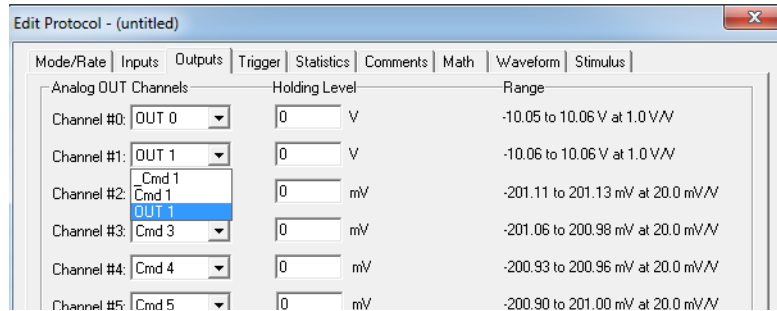 Edit Protocol - (untitled)
Mode/Rate Inputs Outputs Trigger Statistics Comments Math Waveform Stimulus
Analog OUT Channels Holding Level Range
Channel #0: OUT 0 0 V -10.05 to 10.06 V at 1.0 V/V
Channel #1: OUT 1 0 V -10.06 to 10.06 V at 1.0 V/V
_Cmd 1
Cmd 1
OUT 1
Channel #2: 0 mV -201.11 to 201.13 mV at 20.0 mV/V
Channel #3: Cmd 3 0 mV -201.06 to 200.98 mV at 20.0 mV/V
Channel #4: Cmd 4 0 mV -200.93 to 200.96 mV at 20.0 mV/V
Channel #5: Cmd 5 0 mV -200.90 to 201.00 mV at 20.0 mV/V